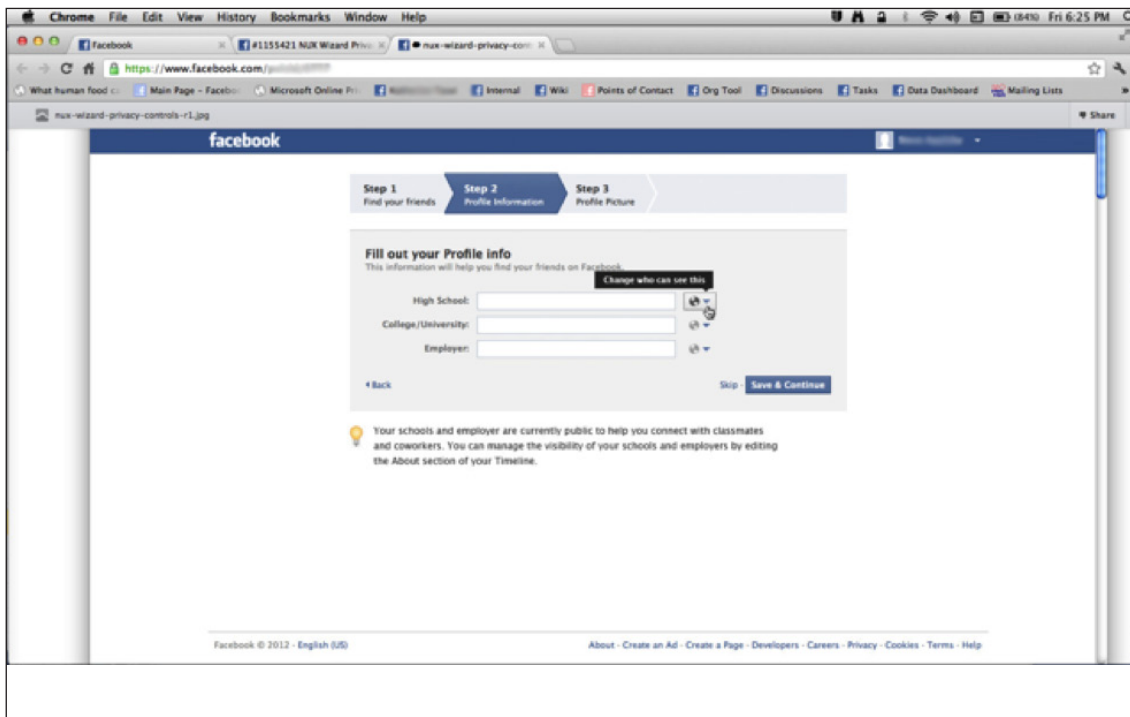 Chrome File Edit View History Bookmarks Window Help (84%) Fri 6:25 PM
Facebook #1155421 NUX Wizard Priva nux-wizard-privacy-com
https://www.facebook.com/
What human food c Main Page - Facebo Microsoft Online Pri Internal Wiki Points of Contact Org Tool Discussions Tasks Data Dashboard Mailing Lists »
nux-wizard-privacy-controls-r1.jpg Share
facebook
Step 1 Step 2 Step 3
Find your friends Profile Information Profile Picture
Fill out your Profile info
This information will help you find your friends on Facebook.
Change who can see this
High School:
College/University:
Employer:
Back Skip - Save & Continue
Your schools and employer are currently public to help you connect with classmates
and coworkers. You can manage the visibility of your schools and employers by editing
the About section of your Timeline.
Facebook © 2012 - English (US) About - Create an Ad - Create a Page - Developers - Careers - Privacy - Cookies - Terms - Help